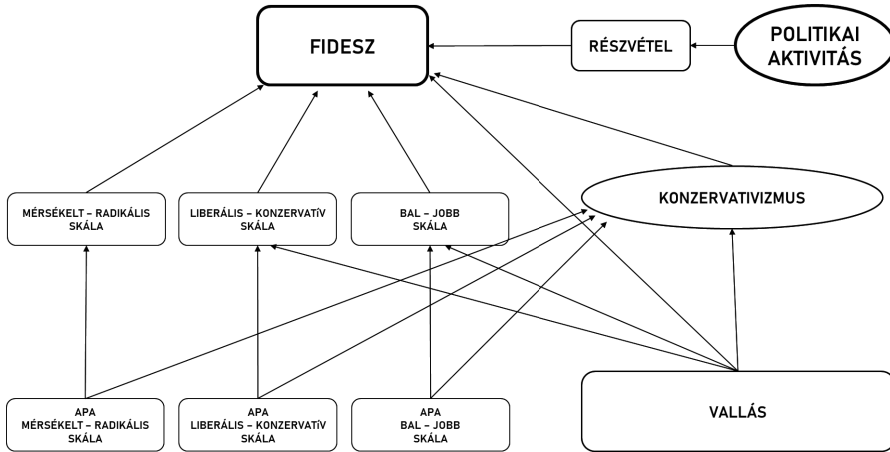 FIDESZ
RÉSZVÉTEL
POLITIKAI
AKTIVITÁS
MÉRSÉKELT – RADIKÁLIS
SKÁLA
LIBERÁLIS – KONZERVATíV
SKÁLA
BAL – JOBB
SKÁLA
KONZERVATIVIZMUS
APA
MÉRSÉKELT – RADIKÁLIS
SKÁLA
APA
LIBERÁLIS – KONZERVATíV
SKÁLA
APA
BAL – JOBB
SKÁLA
VALLÁS